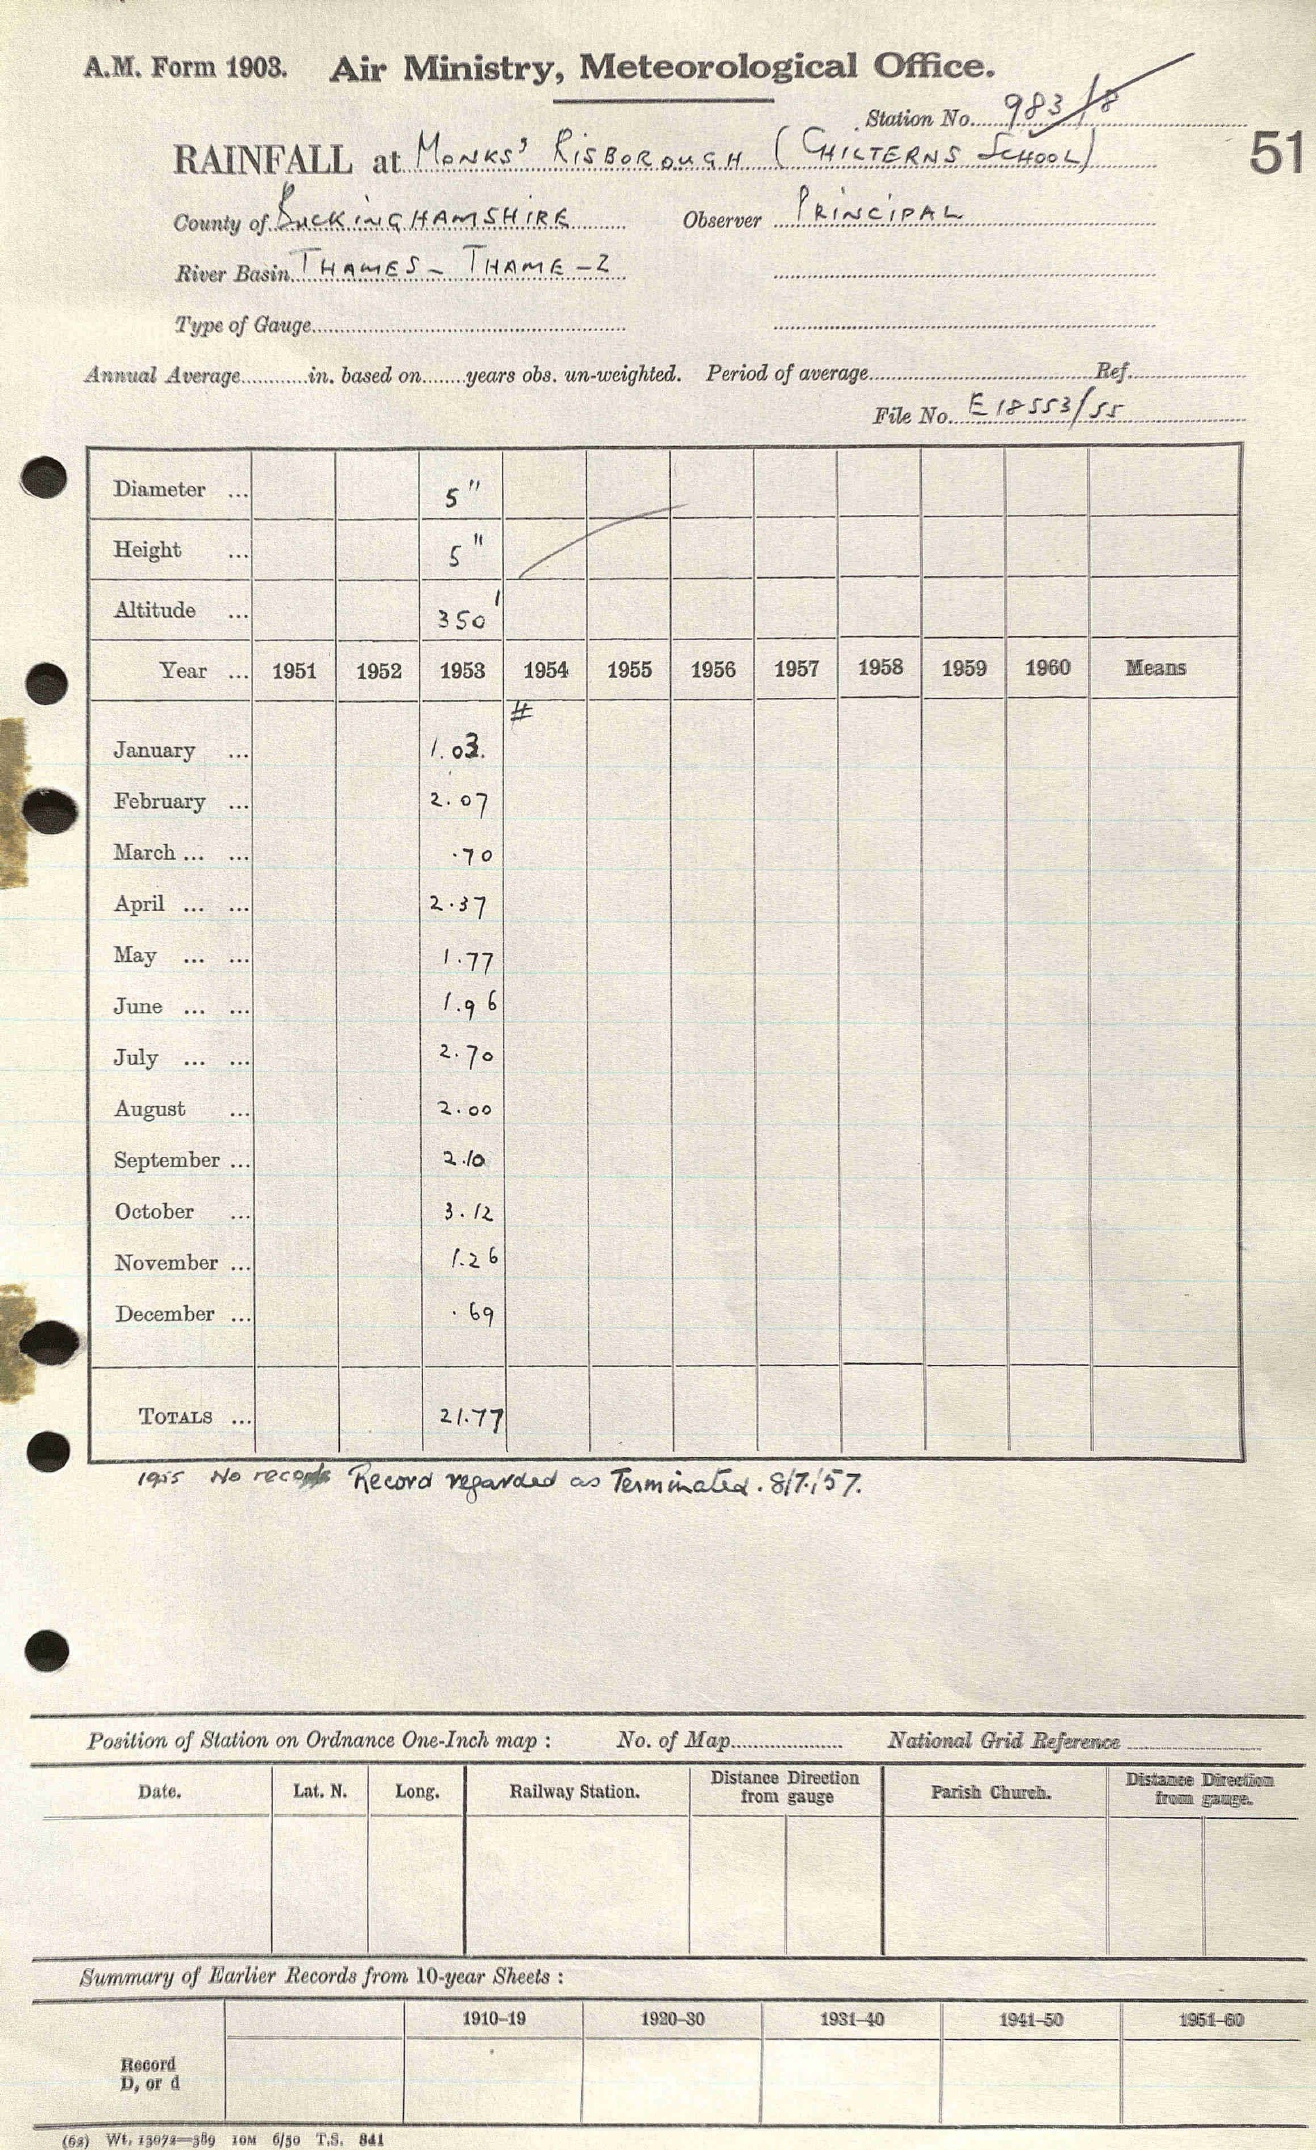 A.M. Form 1903. Air Ministry, Meteorological Office.
Station No. 983/8
RAINFALL at MONKS' RISBOROUGH (CHILTERNS SCHOOL) 51
County of BUCKINGHAMSHIRE Observer PRINCIPAL
River Basin THAMES - THAME - 2
Type of Gauge
Annual Average in. based on years obs. un-weighted. Period of average Ref.
File No. E18553/55
Diameter ... 5"
Height ... 5"
Altitude ... 350'
Year ... 1951 1952 1953 1954 1955 1956 1957 1958 1959 1960 Means
#
January ... 1.03.
February ... 2.07
March ... ... .70
April ... ... 2.37
May ... ... 1.77
June ... ... 1.96
July ... ... 2.70
August ... 2.00
September ... 2.10
October ... 3.12
November ... 1.26
December ... .69
TOTALS ... 21.77
1955 No records Record regarded as Terminated. 8/7/57.
Position of Station on Ordnance One-Inch map : No. of Map National Grid Reference
Date. Lat. N. Long. Railway Station. Distance Direction from gauge Parish Church. Distance Direction from gauge.
Summary of Earlier Records from 10-year Sheets :
1910–19 1920–30 1931–40 1941–50 1951–60
Record
D, or d
(62) Wt. 13072—389 10M 6/50 T.S. 841